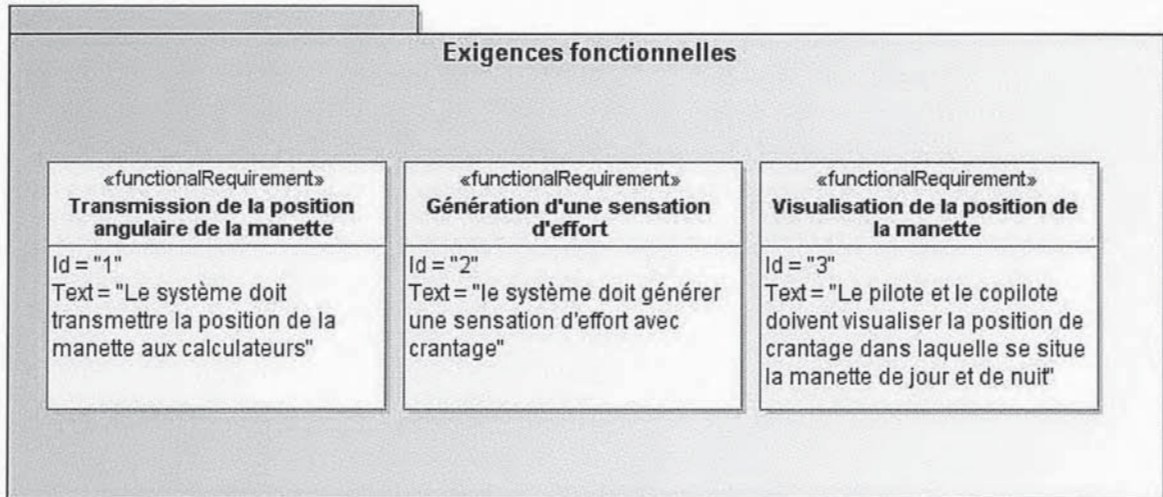 Exigences fonctionnelles
«functionalRequirement»
Transmission de la position
angulaire de la manette
Id = "1"
Text = "Le système doit
transmettre la position de la
manette aux calculateurs"
«functionalRequirement»
Génération d'une sensation
d'effort
Id = "2"
Text = "le système doit générer
une sensation d'effort avec
crantage"
«functionalRequirement»
Visualisation de la position de
la manette
Id = "3"
Text = "Le pilote et le copilote
doivent visualiser la position de
crantage dans laquelle se situe
la manette de jour et de nuit"